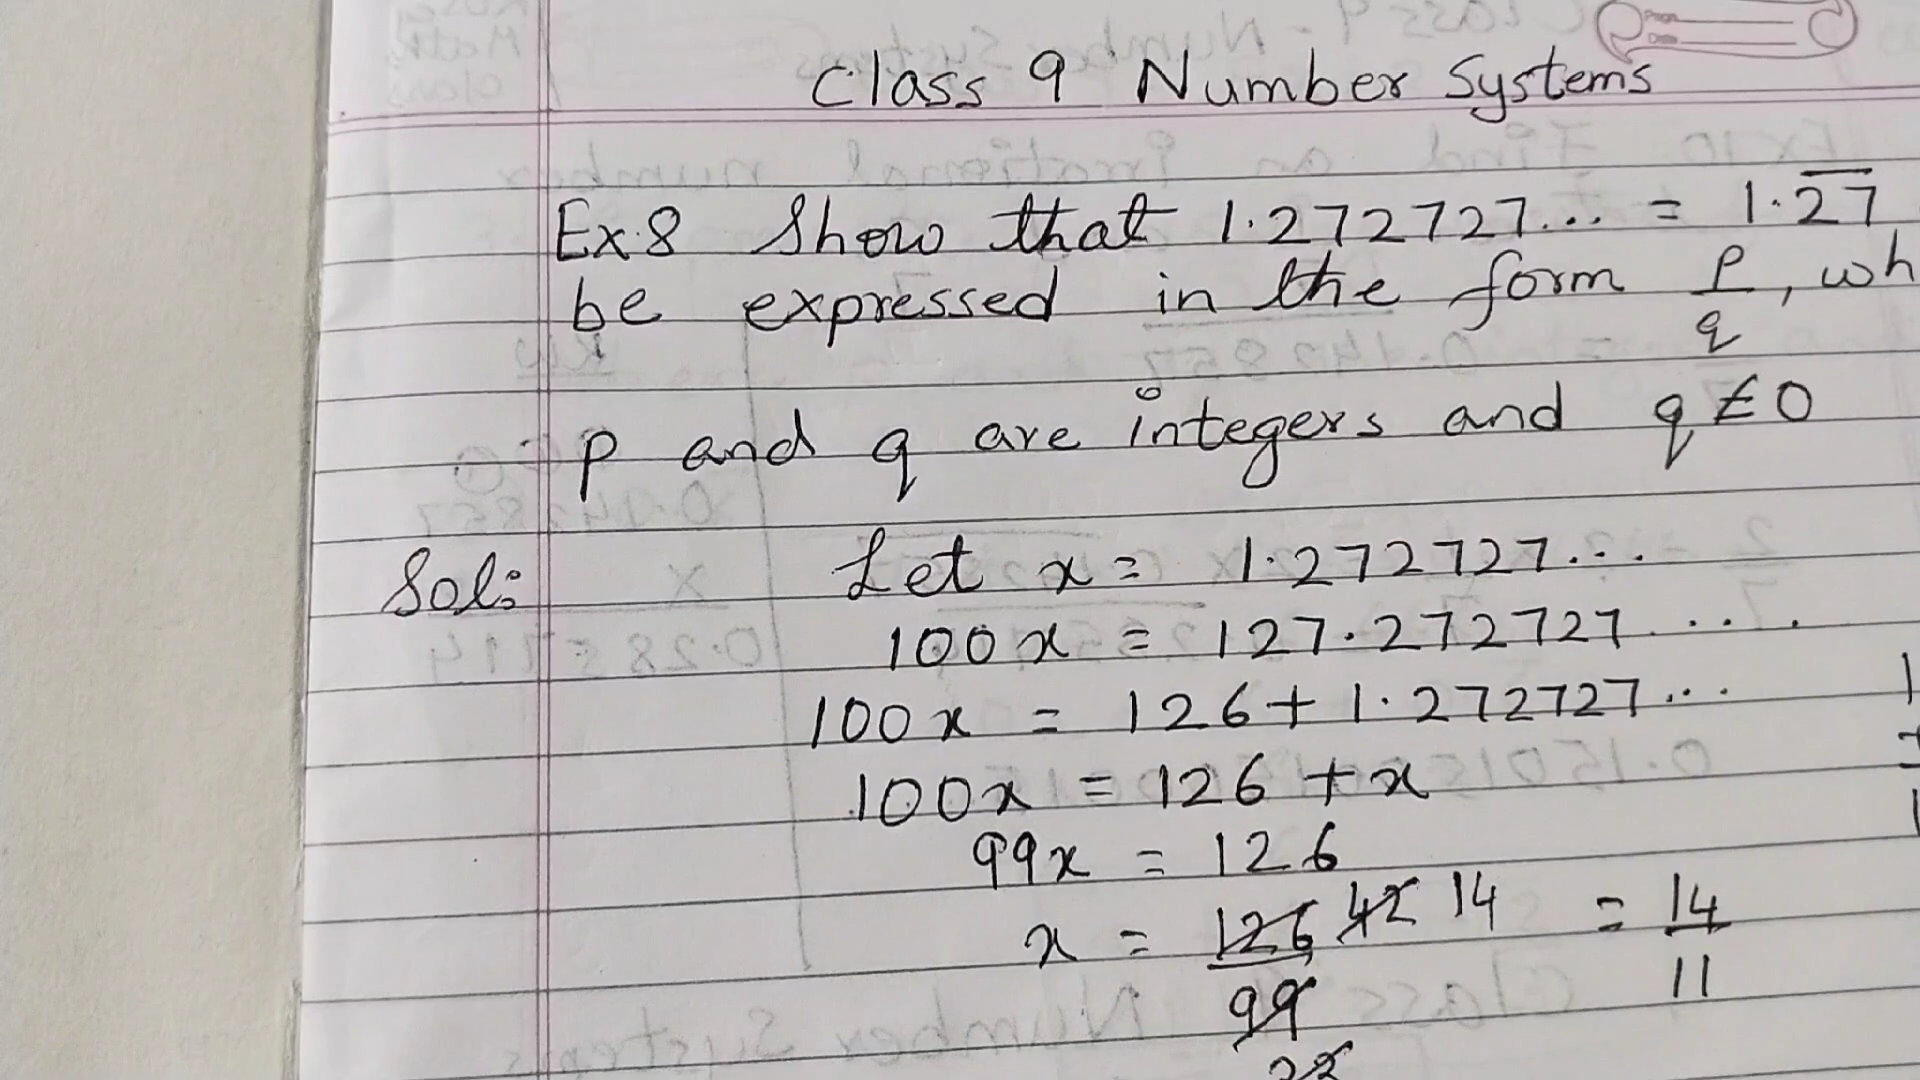 Class 9 Number Systems
Ex.8 Show that 1.272727... = 1.2̅7̅
be expressed in the form p/q, wh
p and q are integers and q≠0
Sol: Let x = 1.272727...
100x = 127.272727.....
100x = 126+1.272727...
100x = 126 + x
99x = 126
x = 126 42 14 = 14
99 11